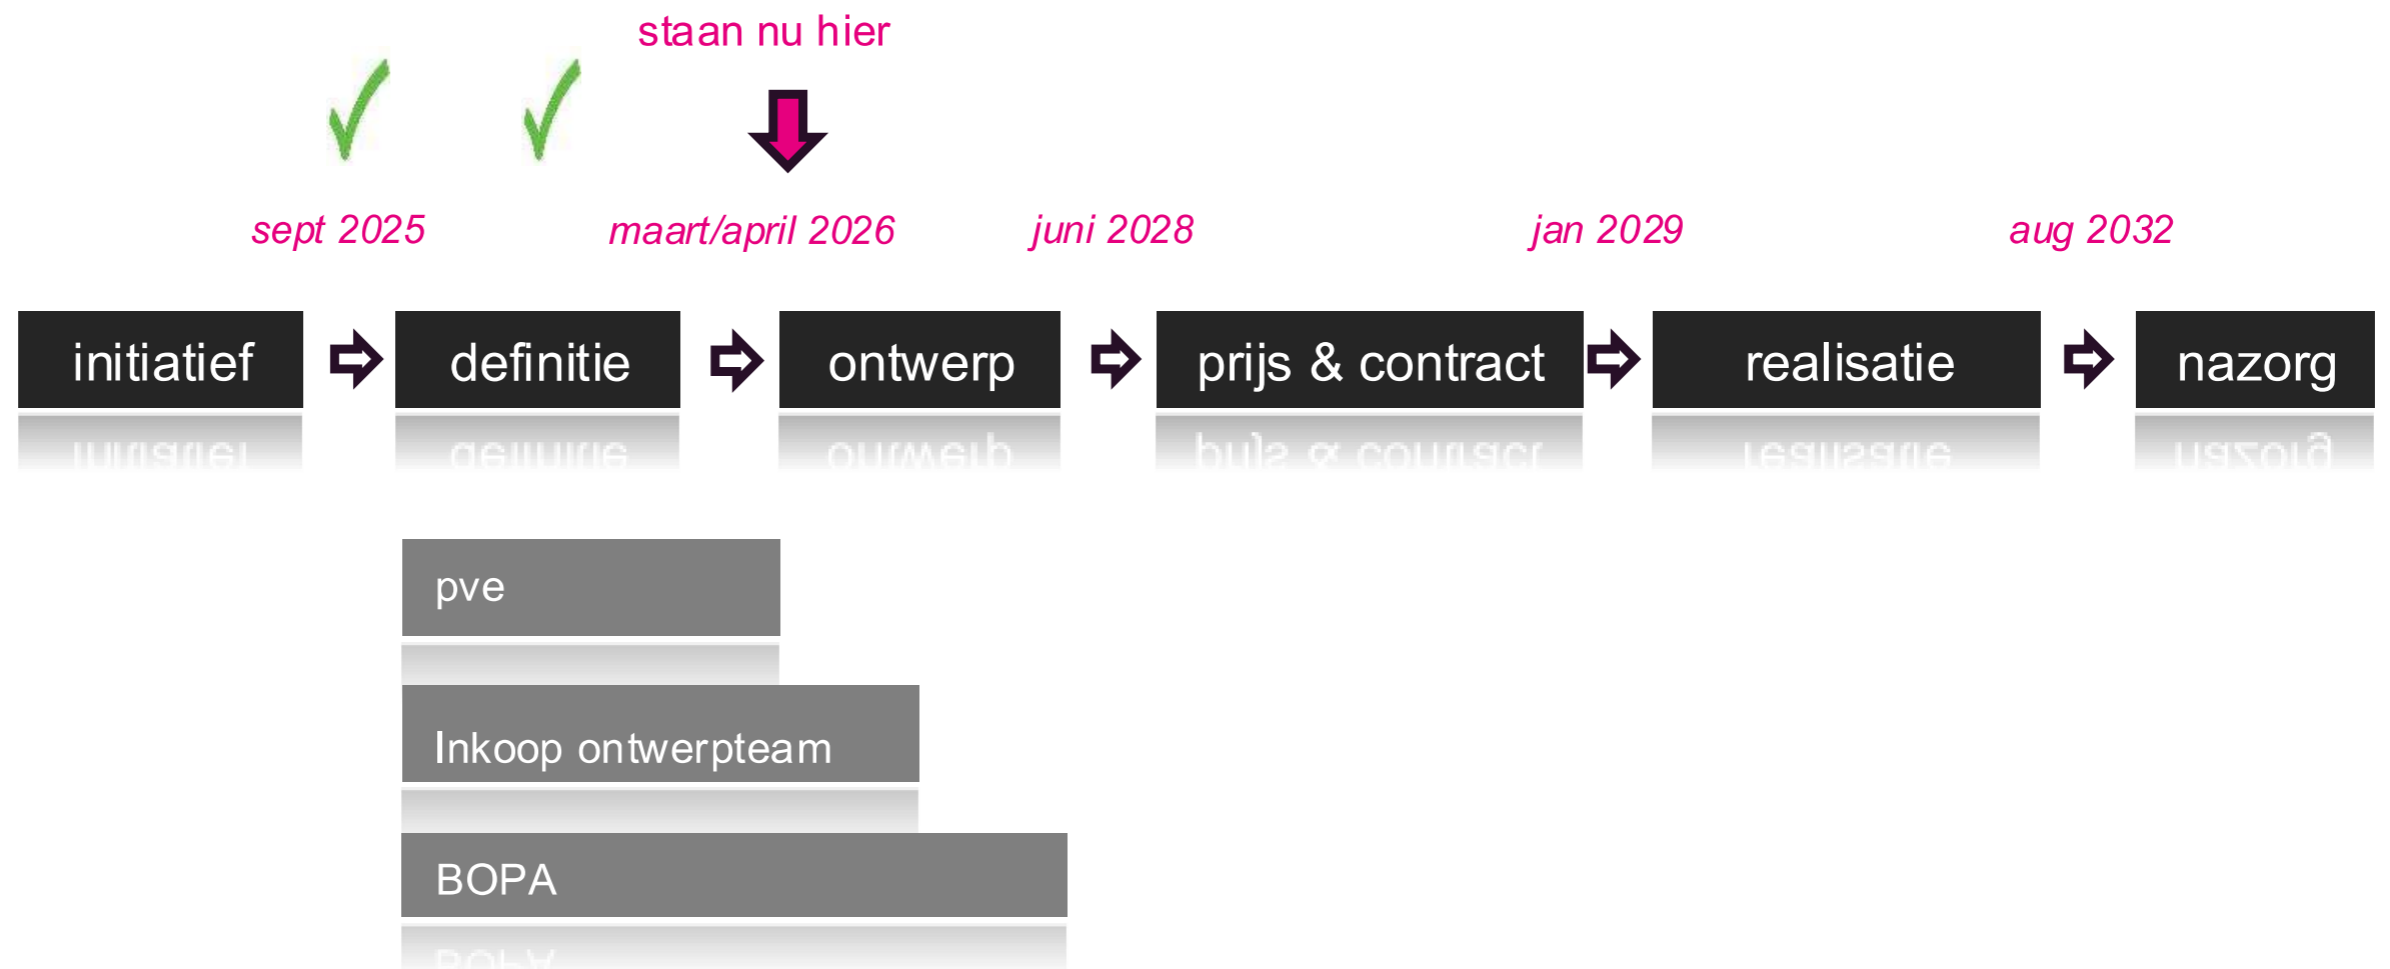 staan nu hier
sept 2025 maart/april 2026 juni 2028 jan 2029 aug 2032
initiatief definitie ontwerp prijs & contract realisatie nazorg
pve
Inkoop ontwerpteam
BOPA